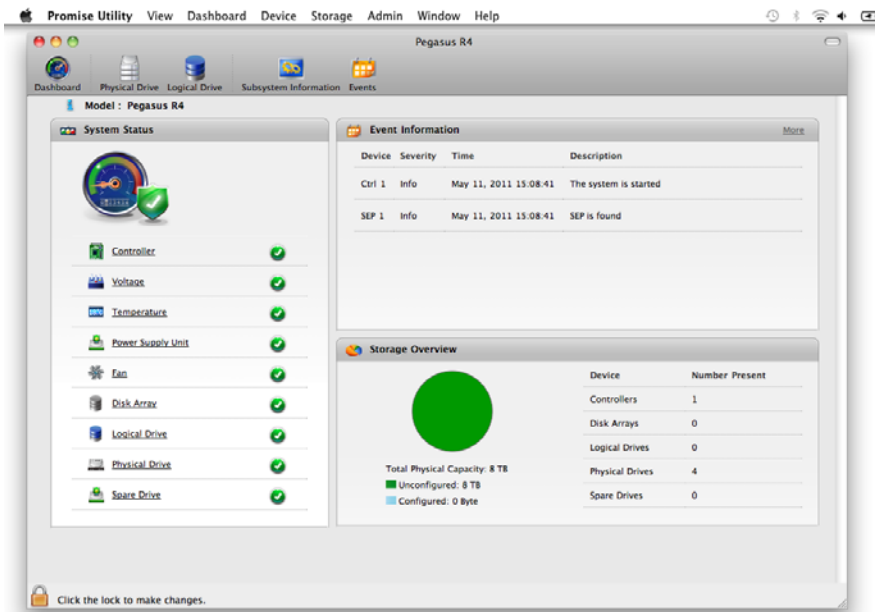 Promise Utility View Dashboard Device Storage Admin Window Help
Pegasus R4
Dashboard Physical Drive Logical Drive Subsystem Information Events
Model : Pegasus R4
System Status
Controller
Voltage
Temperature
Power Supply Unit
Fan
Disk Array
Logical Drive
Physical Drive
Spare Drive
Event Information More
Device Severity Time Description
Ctrl 1 Info May 11, 2011 15:08:41 The system is started
SEP 1 Info May 11, 2011 15:08:41 SEP is found
Storage Overview
Total Physical Capacity: 8 TB
Unconfigured: 8 TB
Configured: 0 Byte
Device Number Present
Controllers 1
Disk Arrays 0
Logical Drives 0
Physical Drives 4
Spare Drives 0
Click the lock to make changes.